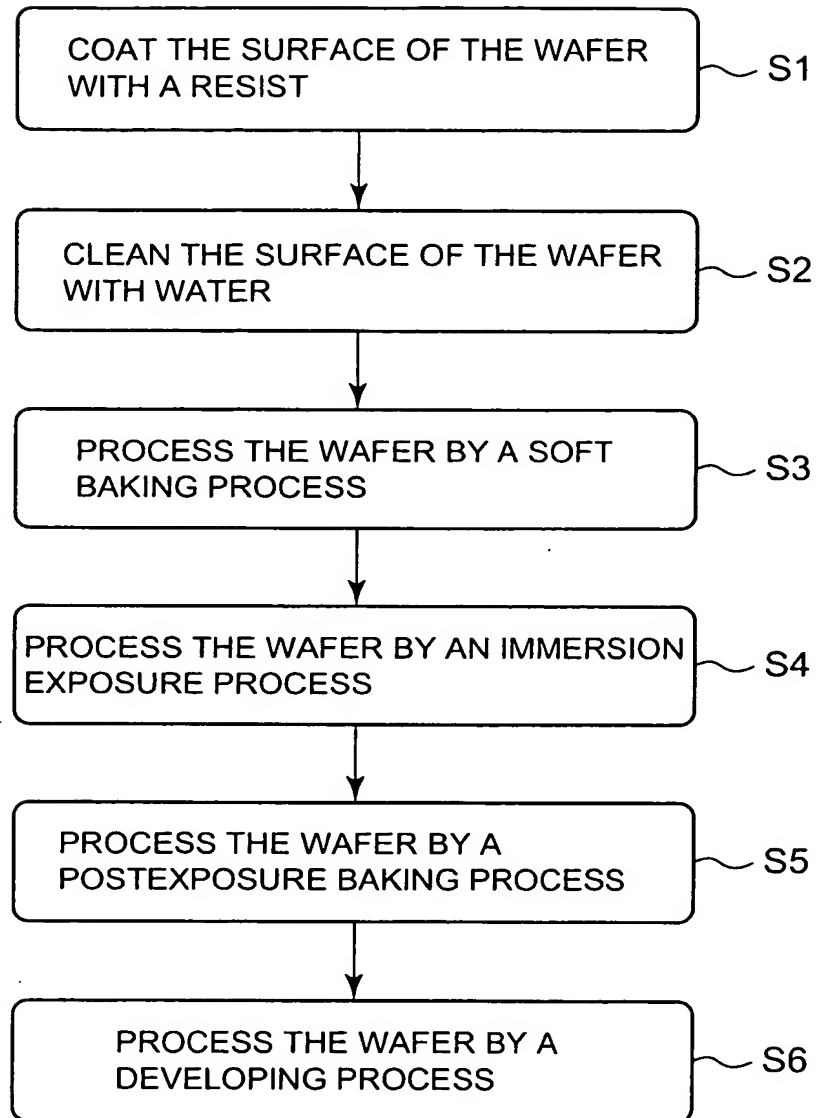 COAT THE SURFACE OF THE WAFER
WITH A RESIST
S1
CLEAN THE SURFACE OF THE WAFER
WITH WATER
S2
PROCESS THE WAFER BY A SOFT
BAKING PROCESS
S3
PROCESS THE WAFER BY AN IMMERSION
EXPOSURE PROCESS
S4
PROCESS THE WAFER BY A
POSTEXPOSURE BAKING PROCESS
S5
PROCESS THE WAFER BY A
DEVELOPING PROCESS
S6